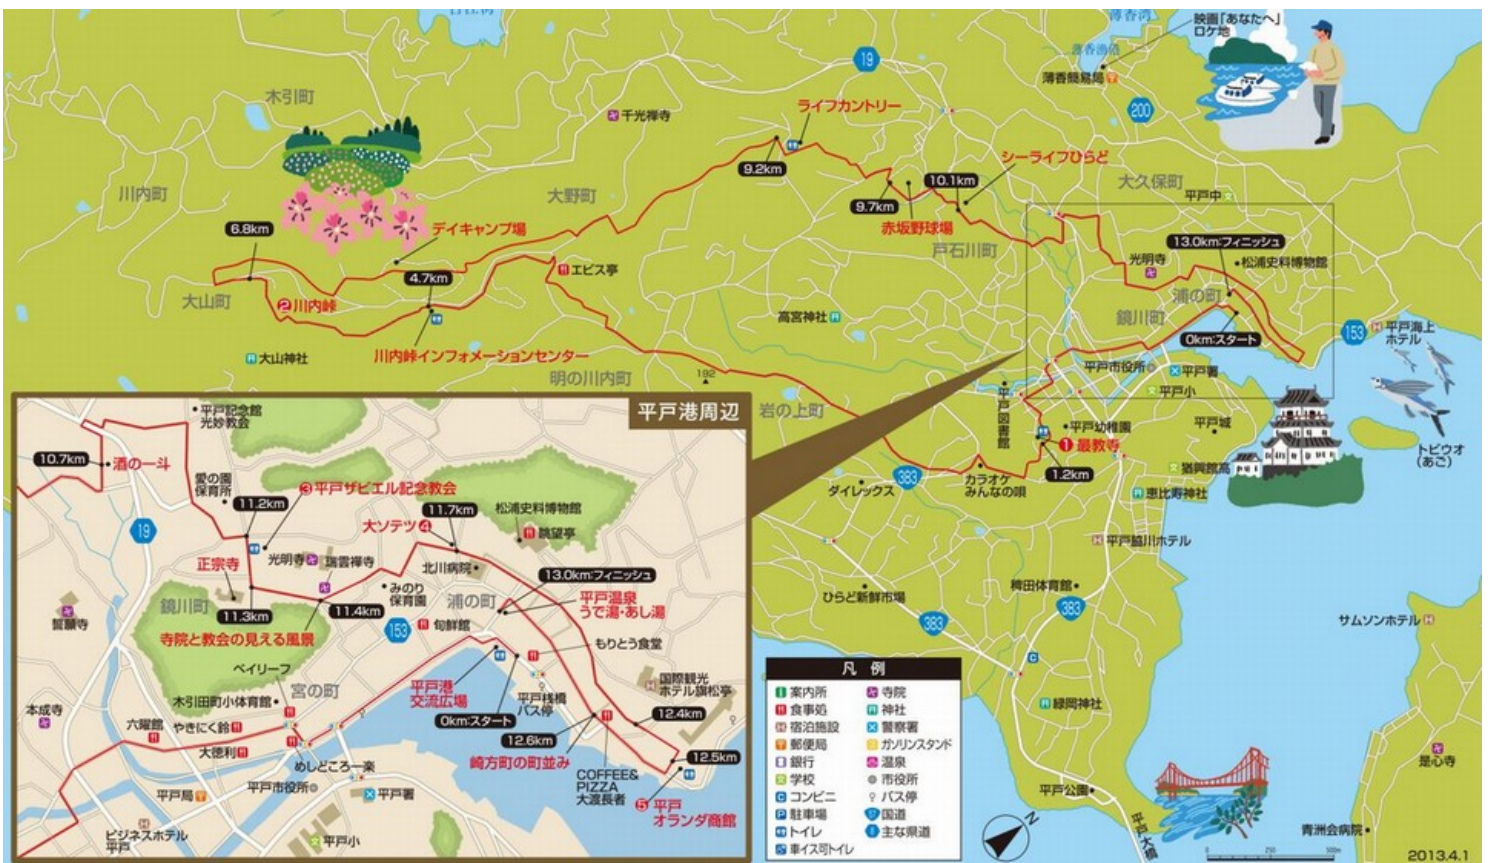 映画「あなたへ」
ロケ地
薄香湾
薄香漁港
薄香簡易局
19
200
木引町
千光禅寺
ライフカントリー
シーライフひらど
川内町
大野町
9.2km
10.1km
9.7km
赤坂野球場
大久保町
平戸中
6.8km
デイキャンプ場
4.7km
エビス亭
戸石川町
13.0km:フィニッシュ
光明寺
松浦史料博物館
大山町
②川内峠
浦の町
鏡川町
0km:スタート
高宮神社
153
平戸海上
ホテル
大山神社
川内峠インフォメーションセンター
明の川内町
192
岩の上町
平戸市役所
平戸署
平戸小
平戸図書館
平戸幼稚園
平戸城
①最教寺
1.2km
トビウオ
(あご)
猶興館高
恵比寿神社
383
カラオケ
みんなの唄
ダイレックス
平戸脇川ホテル
ひらど新鮮市場
稗田体育館
383
383
サムソンホテル
緑岡神社
是心寺
平戸公園
平戸大橋
青洲会病院
N
0 250 500m
2013.4.1
平戸港周辺
平戸記念館
光妙教会
10.7km
酒の一斗
愛の園
保育所
③平戸ザビエル記念教会
11.2km
11.7km
大ソテツ④
松浦史料博物館
眺望亭
19
正宗寺
光明寺
瑞雲禅寺
北川病院
13.0km:フィニッシュ
鏡川町
11.3km
11.4km
みのり
保育園
浦の町
平戸温泉
うで湯・あし湯
誓願寺
寺院と教会の見える風景
153
旬鮮館
もりとう食堂
ベイリーフ
宮の町
平戸港
交流広場
平戸桟橋
バス停
国際観光
ホテル旗松亭
木引田町小体育館
本成寺
六曜館
やきにく鈴
大徳利
0km:スタート
12.4km
12.6km
崎方町の町並み
12.5km
めしどころ一楽
COFFEE&
PIZZA
大渡長者
平戸市役所
平戸局
平戸署
⑤平戸
オランダ商館
ビジネスホテル
平戸
平戸小
凡例
案内所
寺院
食事処
神社
宿泊施設
警察署
郵便局
ガソリンスタンド
銀行
温泉
学校
市役所
コンビニ
バス停
駐車場
国道
トイレ
主な県道
車イス可トイレ